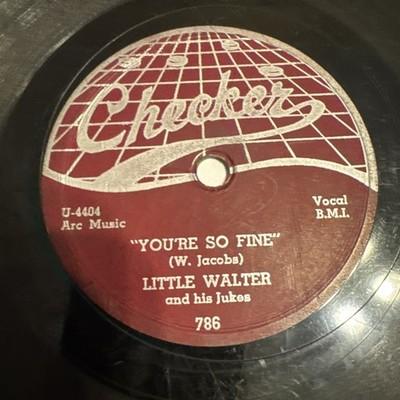 Checker
U-4404
Arc Music
Vocal
B.M.I.
"YOU'RE SO FINE"
(W. Jacobs)
LITTLE WALTER
and his Jukes
786